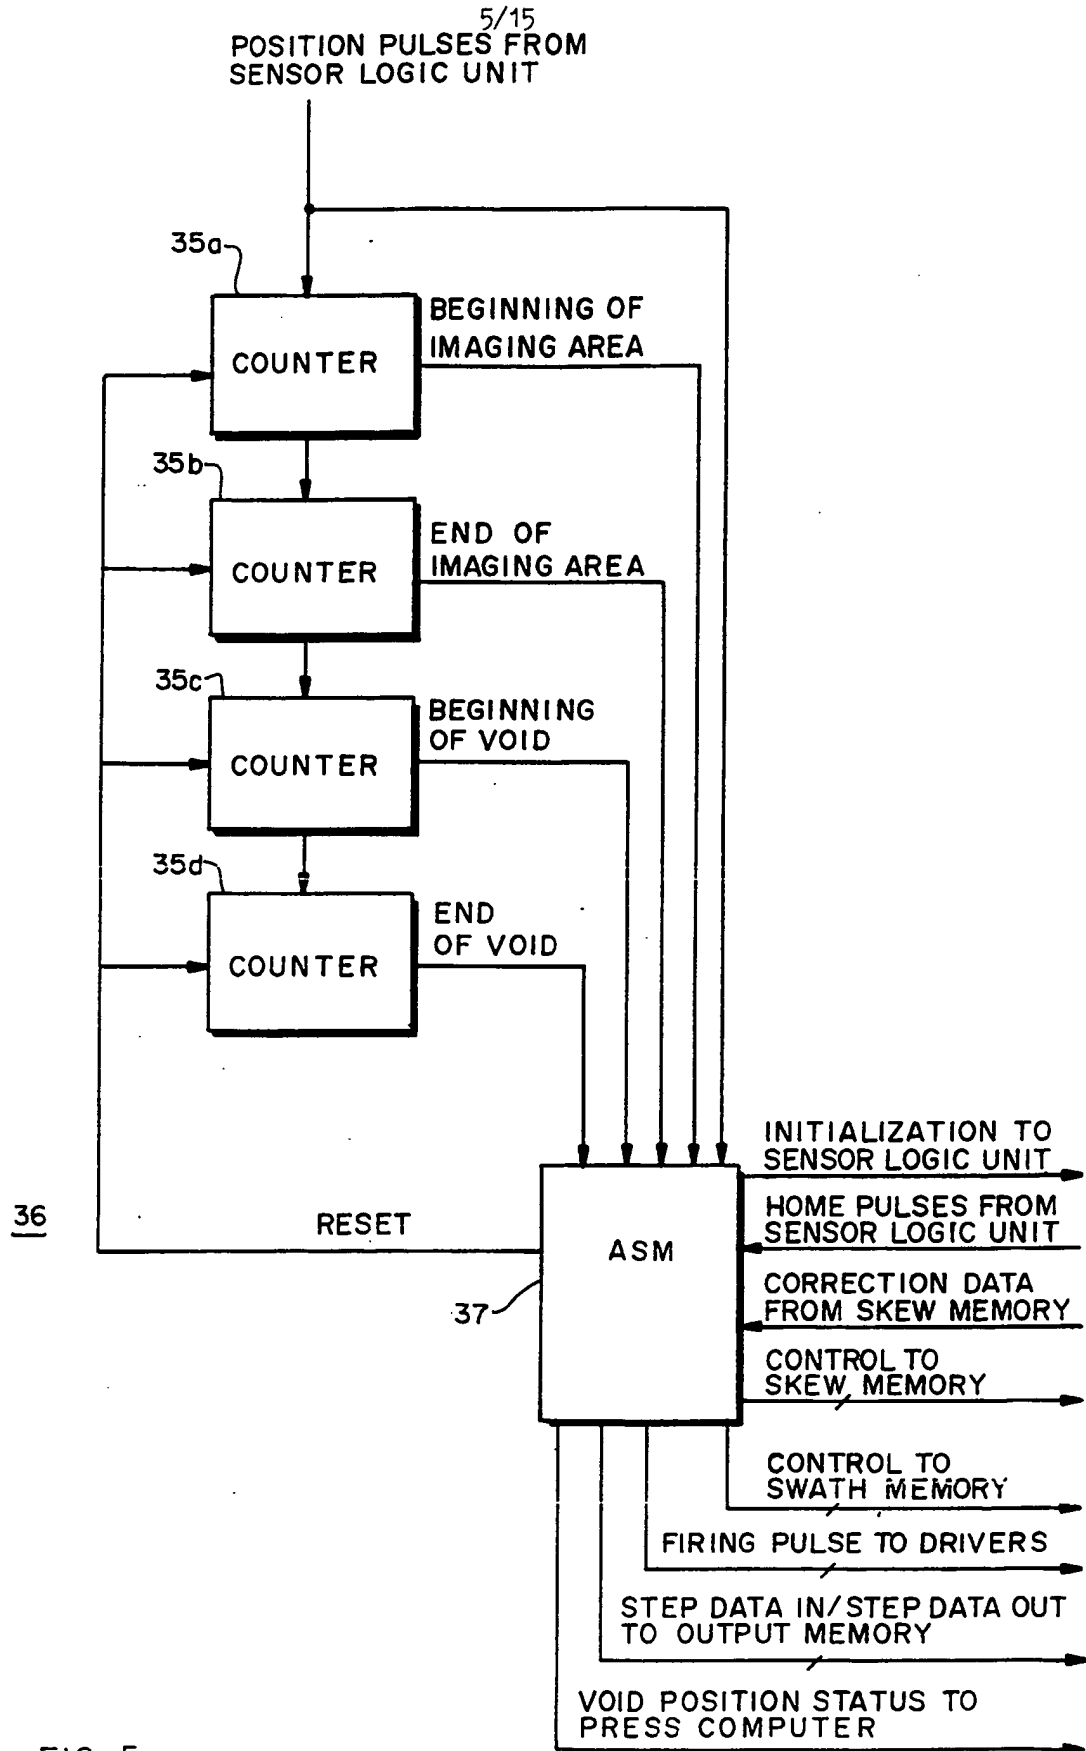 5/15
POSITION PULSES FROM
SENSOR LOGIC UNIT
35a
COUNTER
BEGINNING OF
IMAGING AREA
35b
COUNTER
END OF
IMAGING AREA
35c
COUNTER
BEGINNING
OF VOID
35d
COUNTER
END
OF VOID
36
RESET
ASM
37
INITIALIZATION TO
SENSOR LOGIC UNIT
HOME PULSES FROM
SENSOR LOGIC UNIT
CORRECTION DATA
FROM SKEW MEMORY
CONTROL TO
SKEW MEMORY
CONTROL TO
SWATH MEMORY
FIRING PULSE TO DRIVERS
STEP DATA IN/STEP DATA OUT
TO OUTPUT MEMORY
VOID POSITION STATUS TO
PRESS COMPUTER